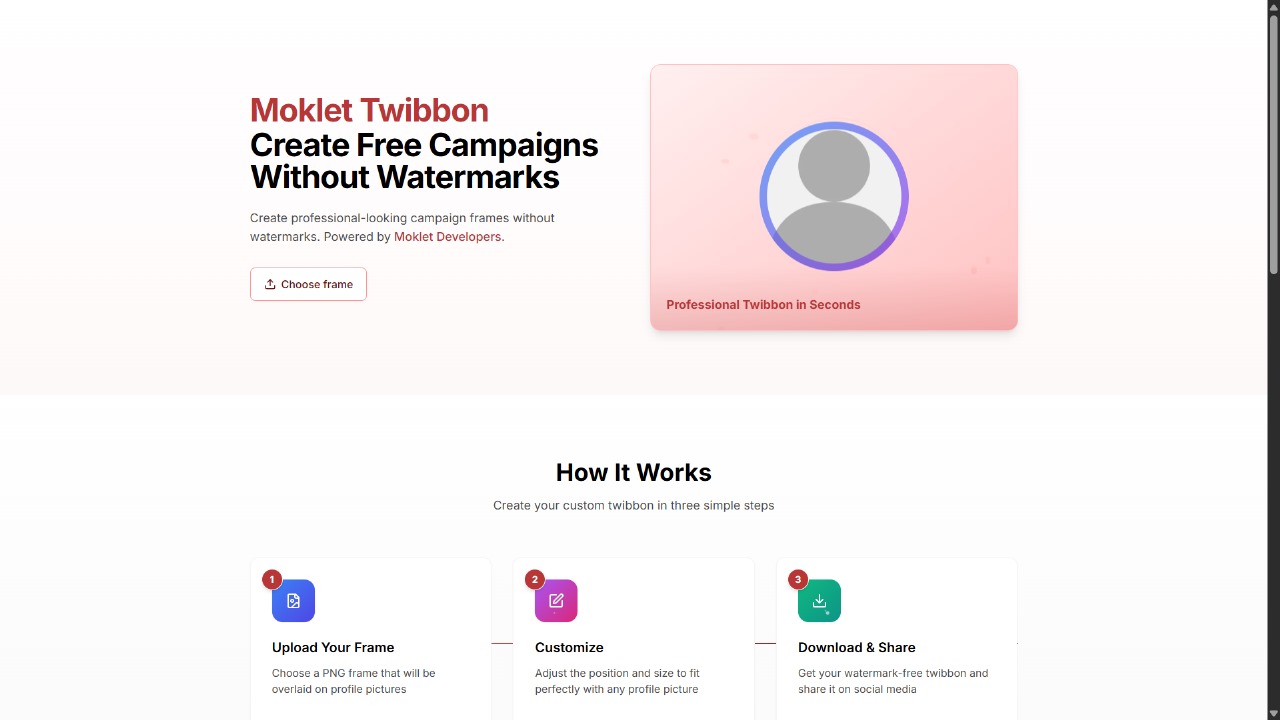 Moklet Twibbon
Create Free Campaigns
Without Watermarks
Create professional-looking campaign frames without
watermarks. Powered by Moklet Developers.
Choose frame
Professional Twibbon in Seconds
How It Works
Create your custom twibbon in three simple steps
1
Upload Your Frame
Choose a PNG frame that will be
overlaid on profile pictures
2
Customize
Adjust the position and size to fit
perfectly with any profile picture
3
Download & Share
Get your watermark-free twibbon and
share it on social media